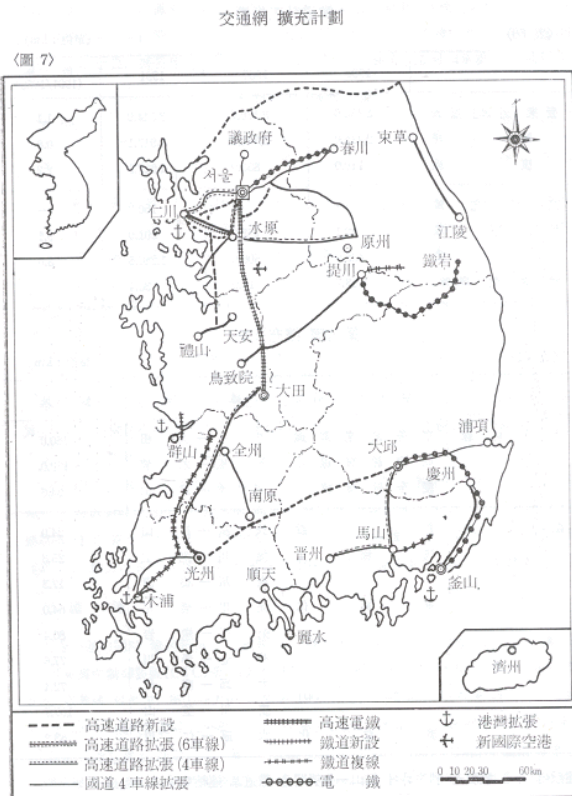 交通網 擴充計劃
〈圖 7〉
議政府
春川
束草
서울
仁川
水原
江陵
原州
鐵岩
提川
天安
禮山
鳥致院
大田
浦項
群山
全州
大邱
慶州
南原
馬山
晋州
光州
順天
釜山
木浦
麗水
濟州
高速道路新設
高速電鐵
港灣拡張
高速道路拡張(6車線)
鐵道新設
新國際空港
高速道路拡張(4車線)
鐵道複線
國道4車線拡張
電 鐵
0 10 20 30 60㎞